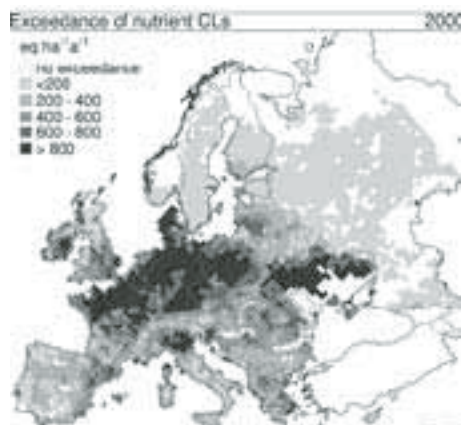 Exceedance of nutrient CLs 2000
eq ha⁻¹a⁻¹
no exceedance
<200
200 - 400
400 - 600
600 - 800
> 800